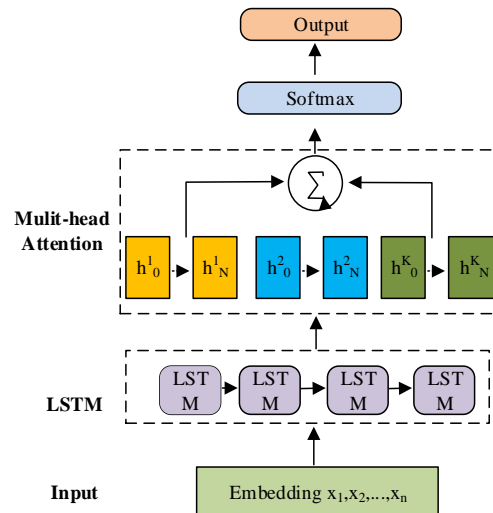 Output
Softmax
∑
Mulit-head
Attention
h¹₀ h¹N h²₀ h²N hᴷ₀ hᴷN
LSTM
LST
M
LST
M
LST
M
LST
M
Input
Embedding x₁,x₂,...,xₙ